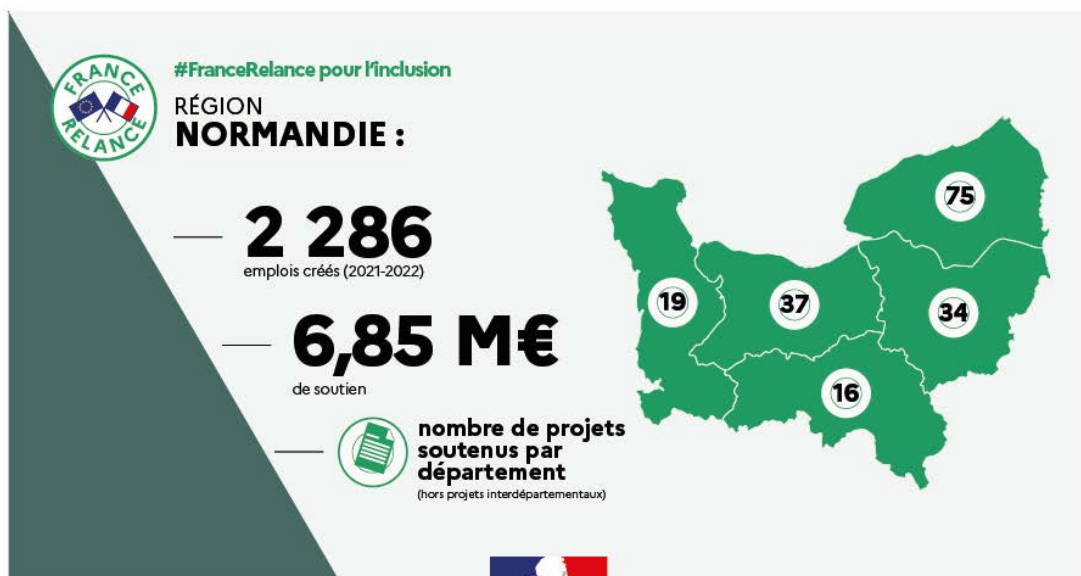 FRANCE
RELANCE
#FranceRelance pour l'inclusion
RÉGION
NORMANDIE :
2 286
emplois créés (2021-2022)
6,85 M€
de soutien
nombre de projets
soutenus par
département
(hors projets interdépartementaux)
75
19
37
34
16